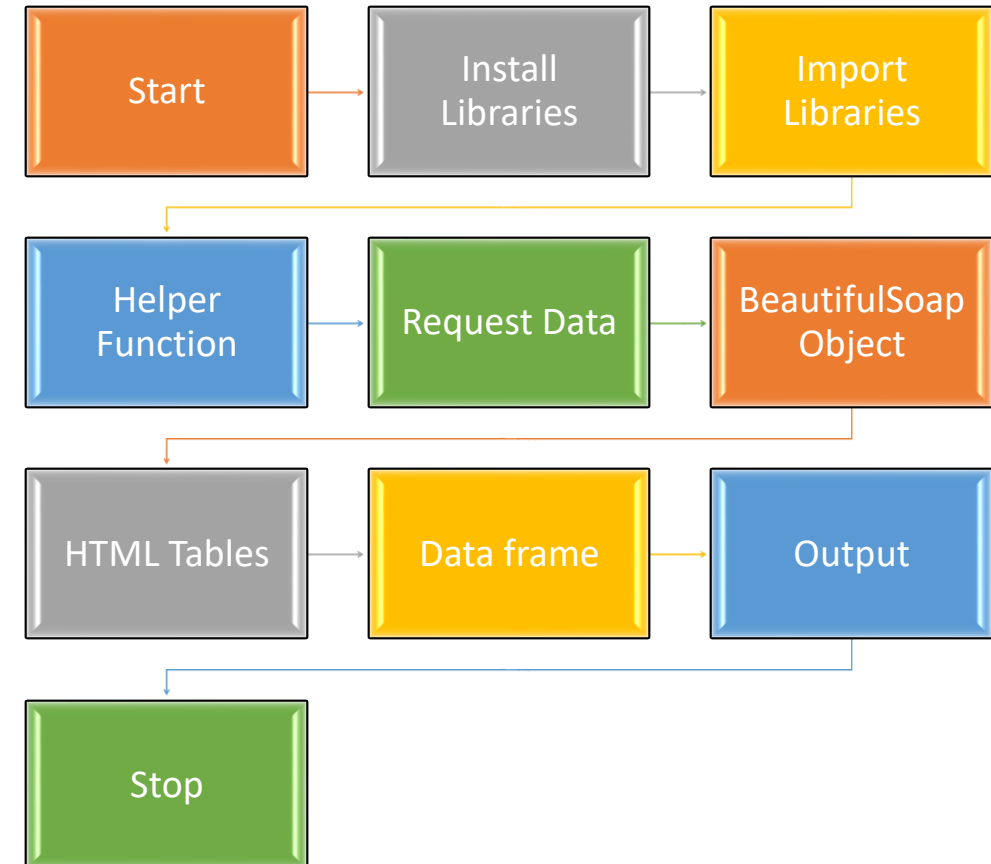 Start
Install
Libraries
Import
Libraries
Helper
Function
Request Data
BeautifulSoap
Object
HTML Tables
Data frame
Output
Stop